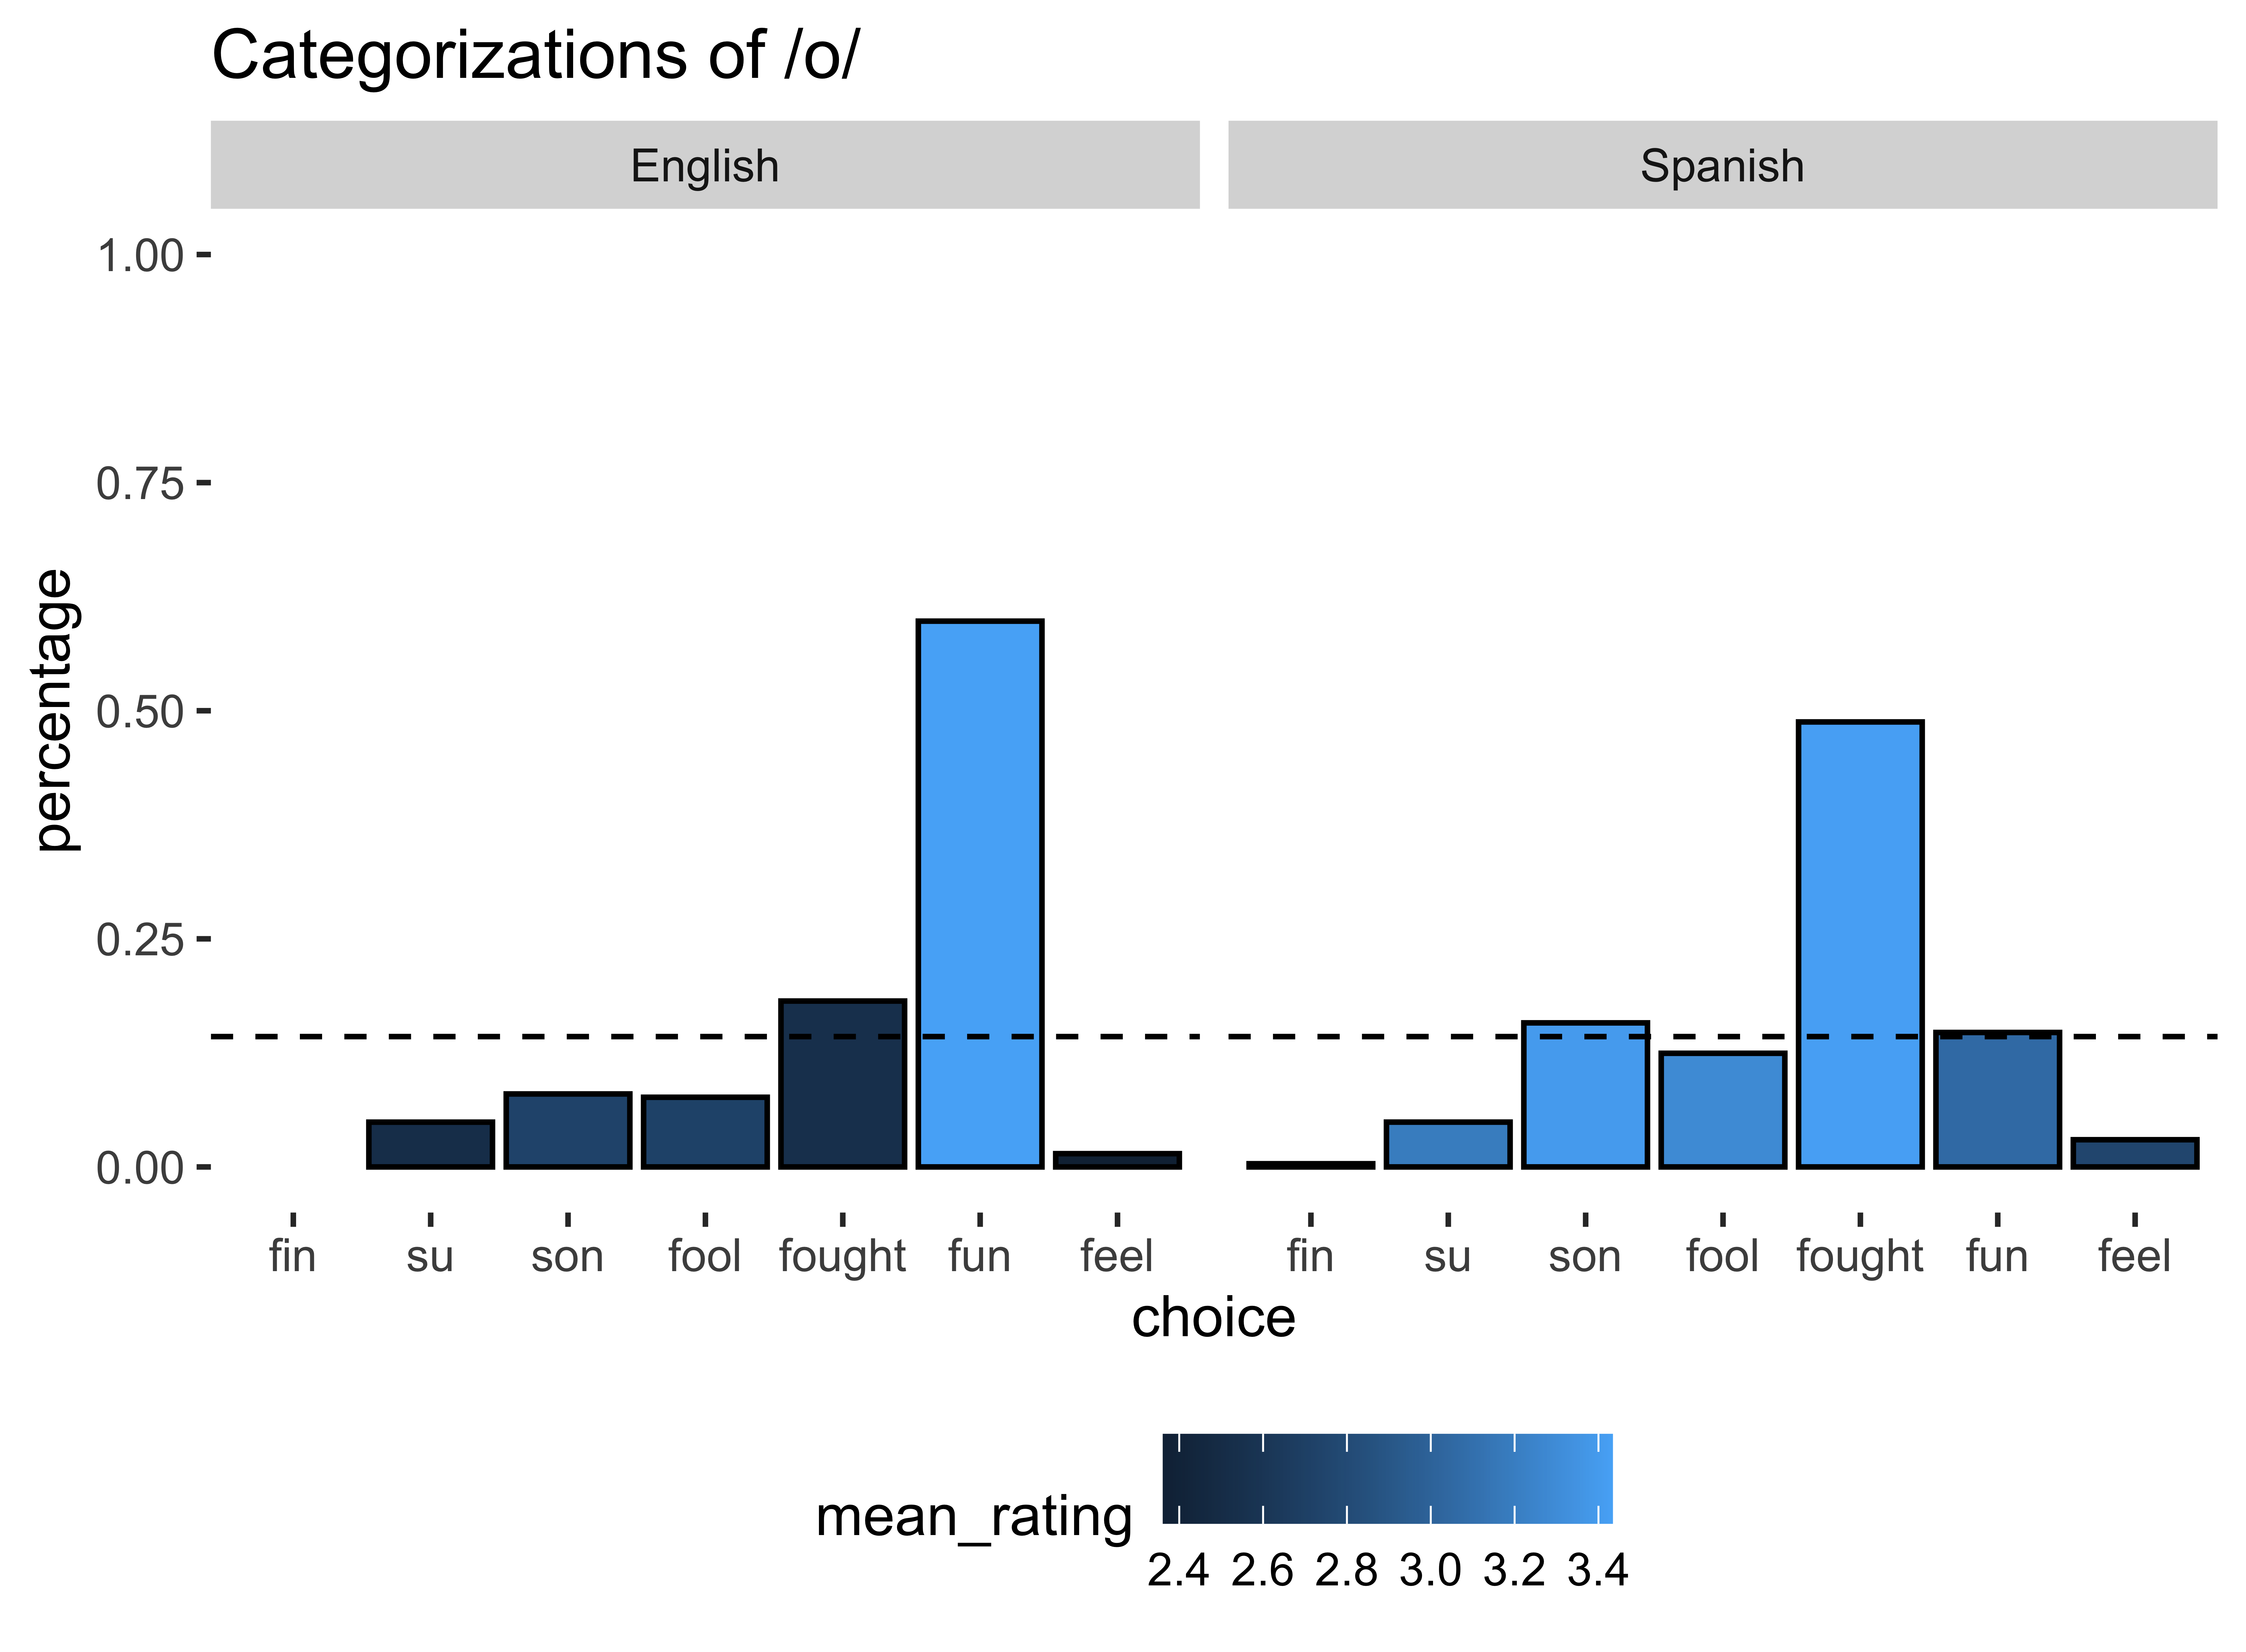 Categorizations of /o/
English Spanish
1.00
0.75
0.50
0.25
0.00
percentage
fin su son fool fought fun feel fin su son fool fought fun feel
choice
mean_rating
2.4 2.6 2.8 3.0 3.2 3.4